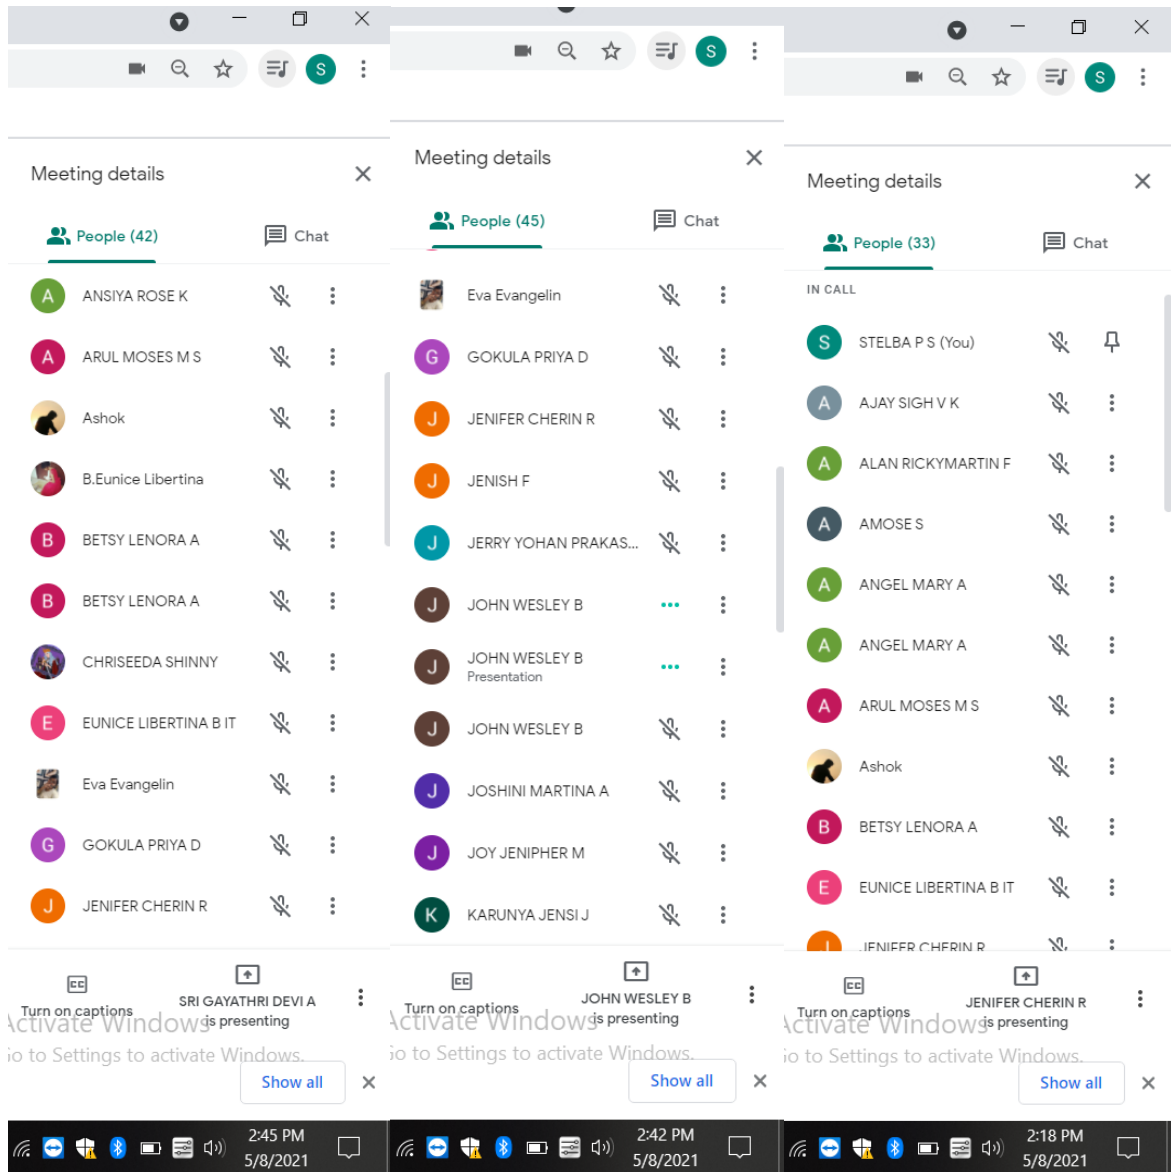 S
Meeting details
People (42)
Chat
A ANSIYA ROSE K
A ARUL MOSES M S
Ashok
B.Eunice Libertina
B BETSY LENORA A
B BETSY LENORA A
CHRISEEDA SHINNY
E EUNICE LIBERTINA B IT
Eva Evangelin
G GOKULA PRIYA D
J JENIFER CHERIN R
CC
Turn on captions
SRI GAYATHRI DEVI A
is presenting
Activate Windows
Go to Settings to activate Windows.
Show all
2:45 PM
5/8/2021
S
Meeting details
People (45)
Chat
Eva Evangelin
G GOKULA PRIYA D
J JENIFER CHERIN R
J JENISH F
J JERRY YOHAN PRAKAS...
J JOHN WESLEY B
J JOHN WESLEY B
Presentation
J JOHN WESLEY B
J JOSHINI MARTINA A
J JOY JENIPHER M
K KARUNYA JENSI J
CC
Turn on captions
JOHN WESLEY B
is presenting
Activate Windows
Go to Settings to activate Windows.
Show all
2:42 PM
5/8/2021
S
Meeting details
People (33)
Chat
IN CALL
S STELBA P S (You)
A AJAY SIGH V K
A ALAN RICKYMARTIN F
A AMOSE S
A ANGEL MARY A
A ANGEL MARY A
A ARUL MOSES M S
Ashok
B BETSY LENORA A
E EUNICE LIBERTINA B IT
J JENIFER CHERIN R
CC
Turn on captions
JENIFER CHERIN R
is presenting
Activate Windows
Go to Settings to activate Windows.
Show all
2:18 PM
5/8/2021